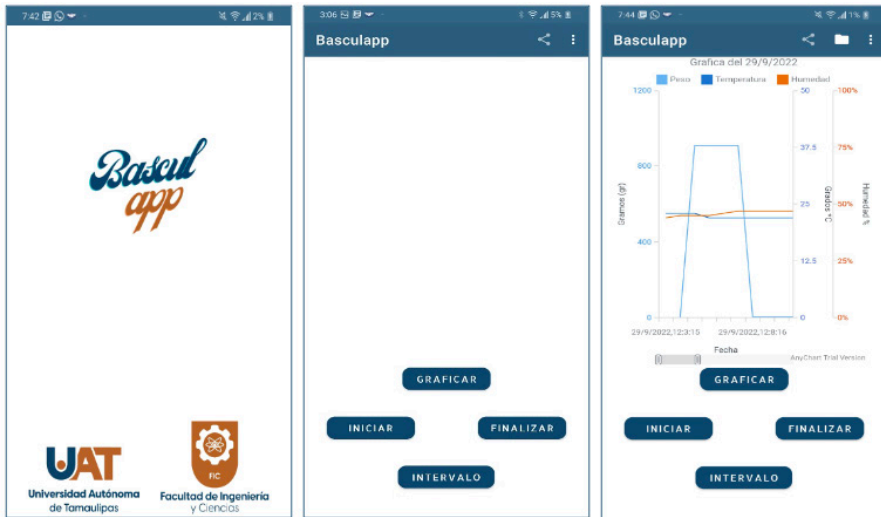 7:42
2%
Bascul
app
UAT
Universidad Autónoma
de Tamaulipas
FIC
Facultad de Ingeniería
y Ciencias
3:06
5%
Basculapp
GRAFICAR
INICIAR FINALIZAR
INTERVALO
7:44
1%
Basculapp
Grafica del 29/9/2022
Peso Temperatura Humedad
1200 50 100%
800 37.5 75%
25 50%
400 12.5 25%
0 0 0%
Gramos (gr)
Grados °C
Humedad %
29/9/2022,12:3:15 29/9/2022,12:8:16
Fecha
AnyChart Trial Version
GRAFICAR
INICIAR FINALIZAR
INTERVALO